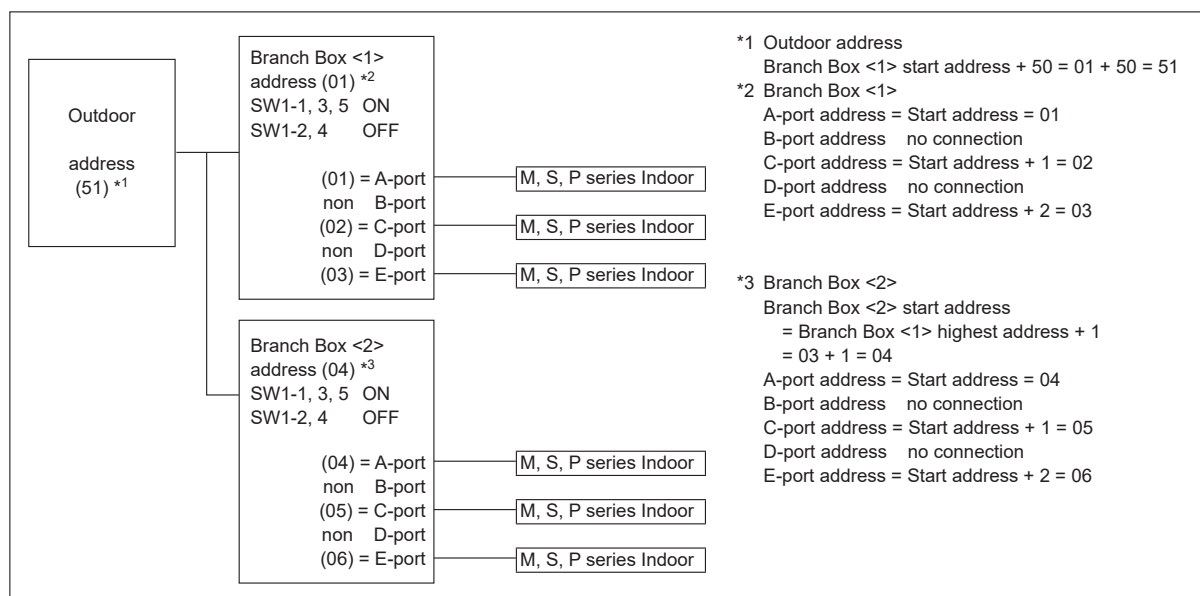 Outdoor
address
(51) *1
Branch Box <1>
address (01) *2
SW1-1, 3, 5 ON
SW1-2, 4 OFF
(01) = A-port
non B-port
(02) = C-port
non D-port
(03) = E-port
M, S, P series Indoor
M, S, P series Indoor
M, S, P series Indoor
Branch Box <2>
address (04) *3
SW1-1, 3, 5 ON
SW1-2, 4 OFF
(04) = A-port
non B-port
(05) = C-port
non D-port
(06) = E-port
M, S, P series Indoor
M, S, P series Indoor
M, S, P series Indoor
*1 Outdoor address
Branch Box <1> start address + 50 = 01 + 50 = 51
*2 Branch Box <1>
A-port address = Start address = 01
B-port address no connection
C-port address = Start address + 1 = 02
D-port address no connection
E-port address = Start address + 2 = 03
*3 Branch Box <2>
Branch Box <2> start address
= Branch Box <1> highest address + 1
= 03 + 1 = 04
A-port address = Start address = 04
B-port address no connection
C-port address = Start address + 1 = 05
D-port address no connection
E-port address = Start address + 2 = 06